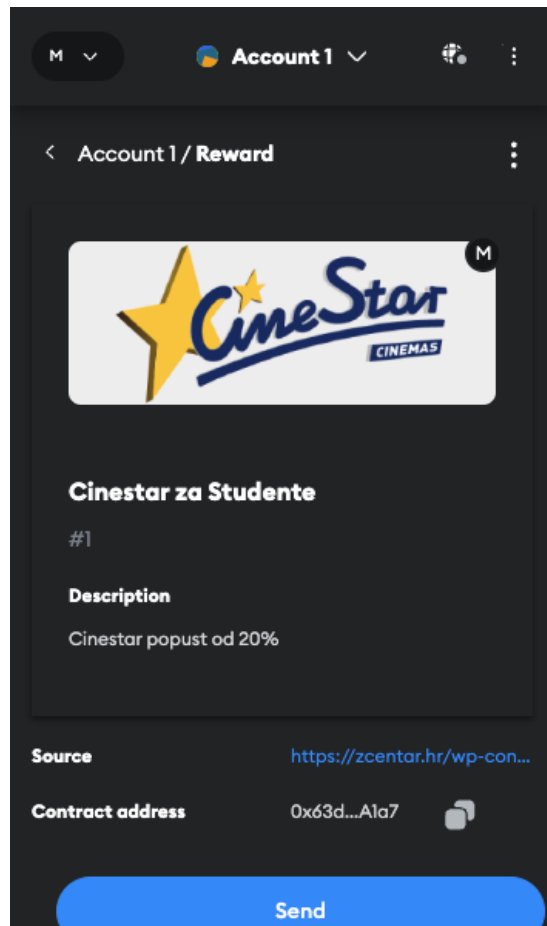 M
Account 1
Account 1 / Reward
M
CineStar
CINEMAS
Cinestar za Studente
#1
Description
Cinestar popust od 20%
Source https://zcentar.hr/wp-con...
Contract address 0x63d...A1a7
Send